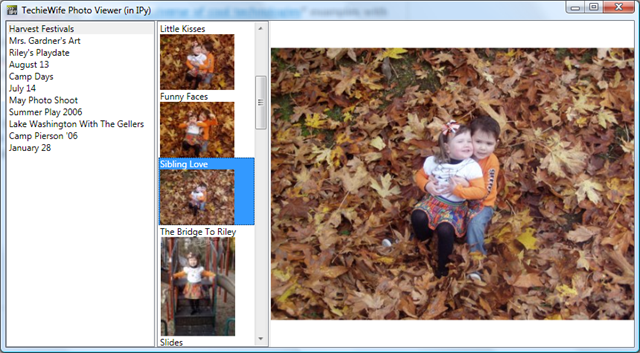 TechieWife Photo Viewer (in IPy)
Harvest Festivals
Mrs. Gardner's Art
Riley's Playdate
August 13
Camp Days
July 14
May Photo Shoot
Summer Play 2006
Lake Washington With The Gellers
Camp Pierson '06
January 28
Little Kisses
Funny Faces
Sibling Love
The Bridge To Riley
Slides